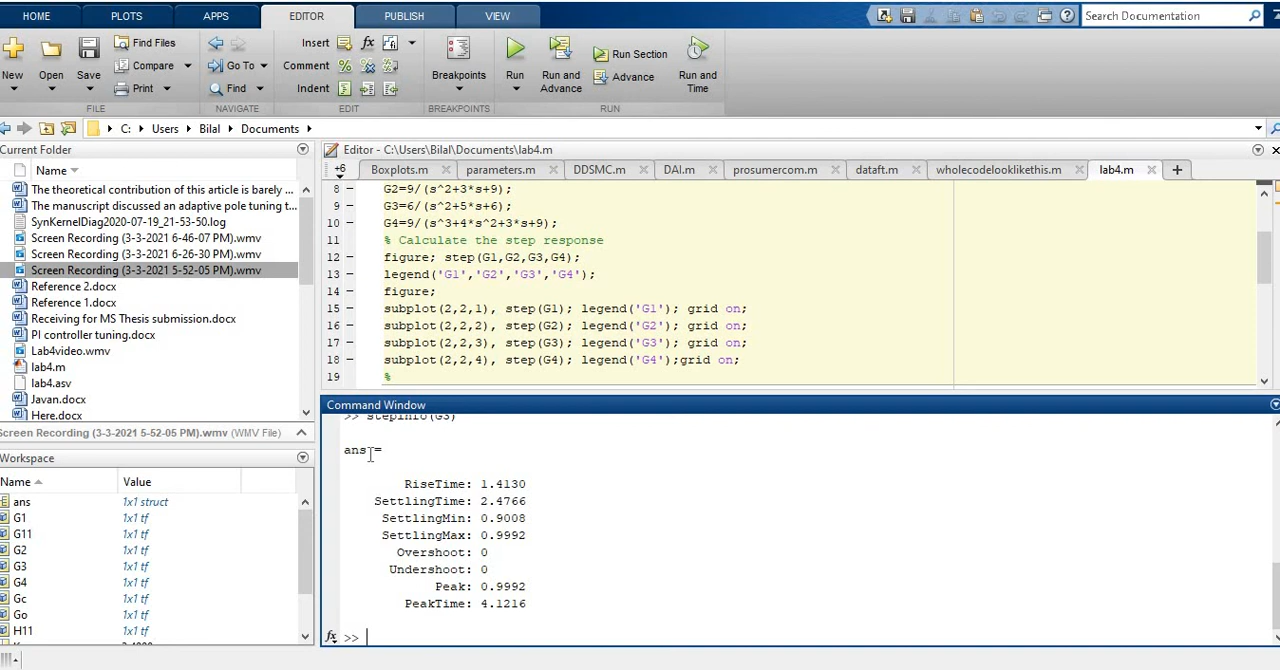 HOME PLOTS APPS EDITOR PUBLISH VIEW Search Documentation
New Open Save Find Files Compare Print Go To Find Insert Comment Indent fx Breakpoints Run Run and Advance Run Section Advance Run and Time
FILE NAVIGATE EDIT BREAKPOINTS RUN
C: Users Bilal Documents
Current Folder
Name
The theoretical contribution of this article is barely ...
The manuscript discussed an adaptive pole tuning t...
SynKernelDiag2020-07-19_21-53-50.log
Screen Recording (3-3-2021 6-46-07 PM).wmv
Screen Recording (3-3-2021 6-26-30 PM).wmv
Screen Recording (3-3-2021 5-52-05 PM).wmv
Reference 2.docx
Reference 1.docx
Receiving for MS Thesis submission.docx
PI controller tuning.docx
Lab4video.wmv
lab4.m
lab4.asv
Javan.docx
Here.docx
Screen Recording (3-3-2021 5-52-05 PM).wmv (WMV File)
Workspace
Name Value
ans 1x1 struct
G1 1x1 tf
G11 1x1 tf
G2 1x1 tf
G3 1x1 tf
G4 1x1 tf
Gc 1x1 tf
Go 1x1 tf
H11 1x1 tf
Editor - C:\Users\Bilal\Documents\lab4.m
+6 Boxplots.m parameters.m DDSMC.m DAI.m prosumercom.m dataft.m wholecodelooklikethis.m lab4.m
8 – G2=9/(s^2+3*s+9);
9 – G3=6/(s^2+5*s+6);
10 – G4=9/(s^3+4*s^2+3*s+9);
11 % Calculate the step response
12 – figure; step(G1,G2,G3,G4);
13 – legend('G1','G2','G3','G4');
14 – figure;
15 – subplot(2,2,1), step(G1); legend('G1'); grid on;
16 – subplot(2,2,2), step(G2); legend('G2'); grid on;
17 – subplot(2,2,3), step(G3); legend('G3'); grid on;
18 – subplot(2,2,4), step(G4); legend('G4');grid on;
19 %
Command Window
>> stepinfo(G3)
ans =
RiseTime: 1.4130
SettlingTime: 2.4766
SettlingMin: 0.9008
SettlingMax: 0.9992
Overshoot: 0
Undershoot: 0
Peak: 0.9992
PeakTime: 4.1216
fx >>